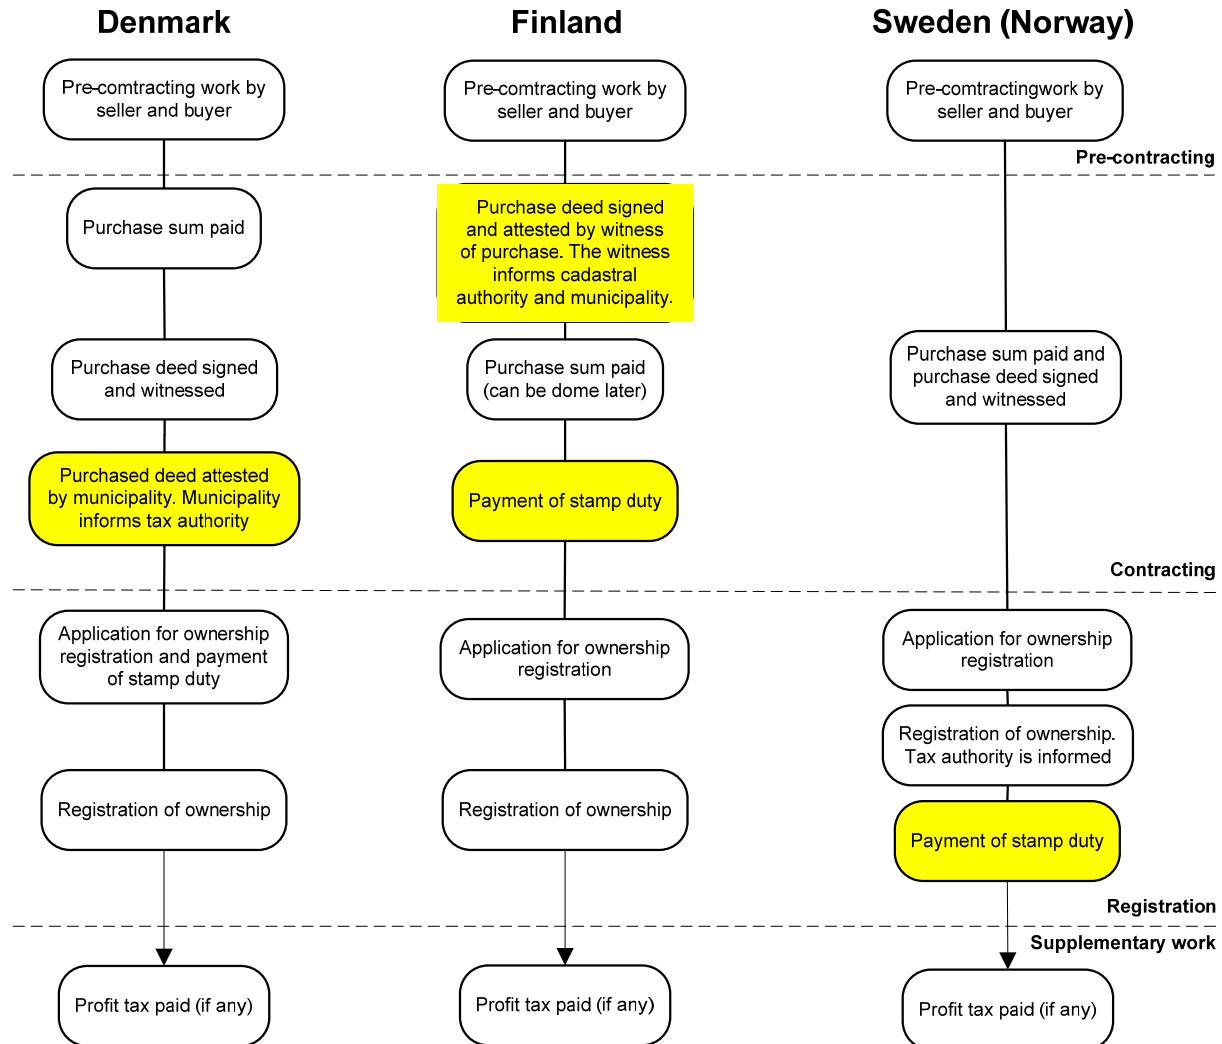 Denmark
Finland
Sweden (Norway)
Pre-comtracting work by
seller and buyer
Pre-comtracting work by
seller and buyer
Pre-comtractingwork by
seller and buyer
Pre-contracting
Purchase sum paid
Purchase deed signed
and attested by witness
of purchase. The witness
informs cadastral
authority and municipality.
Purchase deed signed
and witnessed
Purchase sum paid
(can be dome later)
Purchase sum paid and
purchase deed signed
and witnessed
Purchased deed attested
by municipality. Municipality
informs tax authority
Payment of stamp duty
Contracting
Application for ownership
registration and payment
of stamp duty
Application for ownership
registration
Application for ownership
registration
Registration of ownership.
Tax authority is informed
Registration of ownership
Registration of ownership
Payment of stamp duty
Registration
Supplementary work
Profit tax paid (if any)
Profit tax paid (if any)
Profit tax paid (if any)